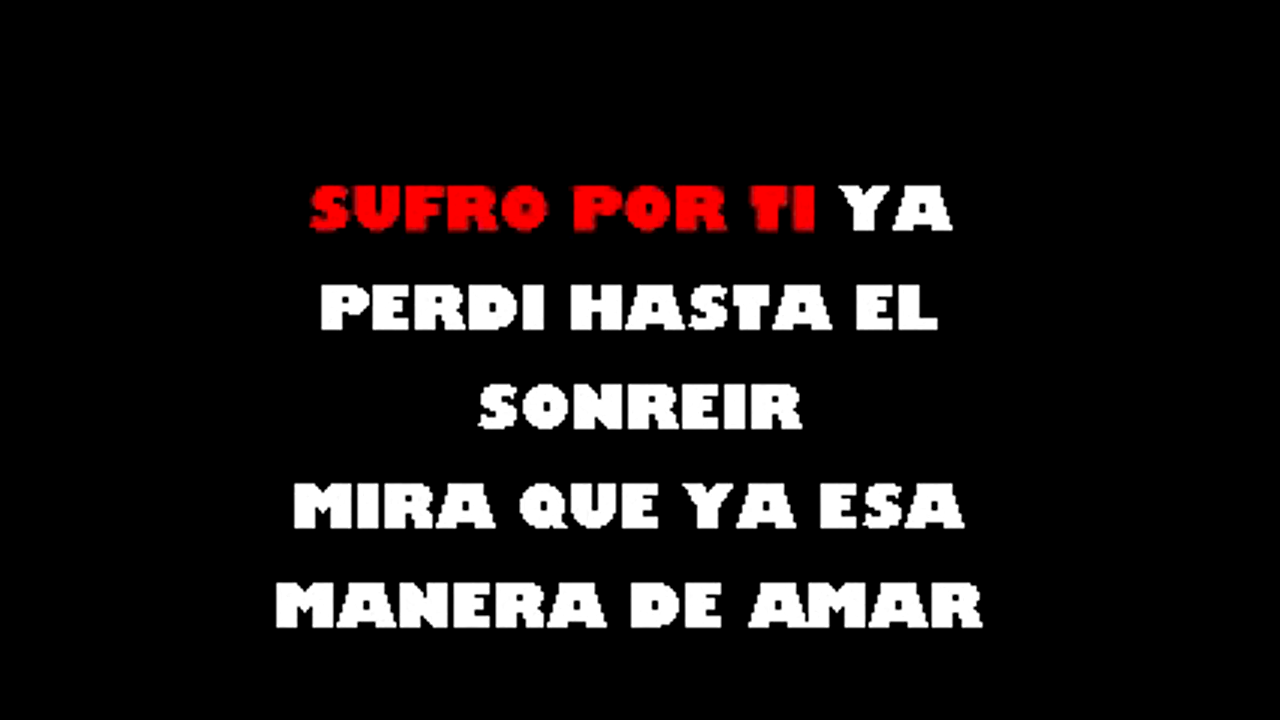 SUFRO POR TI YA
PERDI HASTA EL
SONREIR
MIRA QUE YA ESA
MANERA DE AMAR